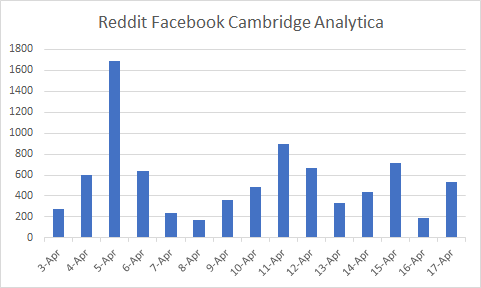 Reddit Facebook Cambridge Analytica
1800
1600
1400
1200
1000
800
600
400
200
0
3-Apr
4-Apr
5-Apr
6-Apr
7-Apr
8-Apr
9-Apr
10-Apr
11-Apr
12-Apr
13-Apr
14-Apr
15-Apr
16-Apr
17-Apr